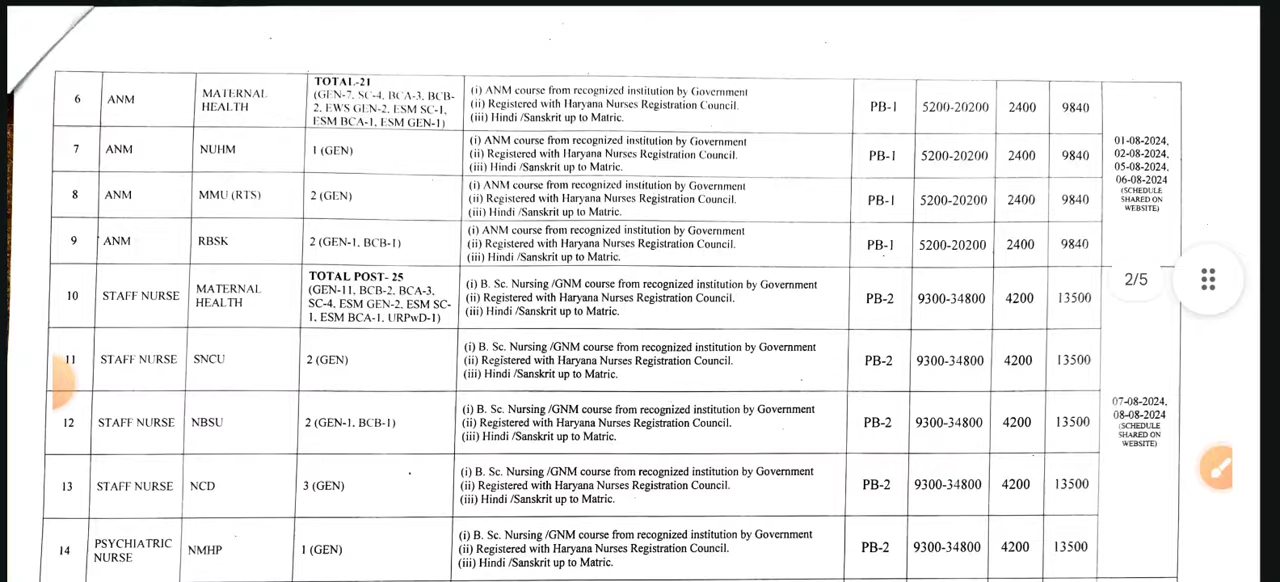 6 ANM MATERNAL HEALTH TOTAL-21 (GEN-7, SC-4, BCA-3, BCB-2, EWS GEN-2, ESM SC-1, ESM BCA-1, ESM GEN-1) (i) ANM course from recognized institution by Government (ii) Registered with Haryana Nurses Registration Council. (iii) Hindi /Sanskrit up to Matric. PB-1 5200-20200 2400 9840
7 ANM NUHM 1 (GEN) (i) ANM course from recognized institution by Government (ii) Registered with Haryana Nurses Registration Council. (iii) Hindi /Sanskrit up to Matric. PB-1 5200-20200 2400 9840
8 ANM MMU (RTS) 2 (GEN) (i) ANM course from recognized institution by Government (ii) Registered with Haryana Nurses Registration Council. (iii) Hindi /Sanskrit up to Matric. PB-1 5200-20200 2400 9840
9 ANM RBSK 2 (GEN-1, BCB-1) (i) ANM course from recognized institution by Government (ii) Registered with Haryana Nurses Registration Council. (iii) Hindi /Sanskrit up to Matric. PB-1 5200-20200 2400 9840
01-08-2024,
02-08-2024,
05-08-2024,
06-08-2024
(SCHEDULE
SHARED ON
WEBSITE)
2/5
10 STAFF NURSE MATERNAL HEALTH TOTAL POST- 25 (GEN-11, BCB-2, BCA-3, SC-4, ESM GEN-2, ESM SC-1, ESM BCA-1, URPwD-1) (i) B. Sc. Nursing /GNM course from recognized institution by Government (ii) Registered with Haryana Nurses Registration Council. (iii) Hindi /Sanskrit up to Matric. PB-2 9300-34800 4200 13500
11 STAFF NURSE SNCU 2 (GEN) (i) B. Sc. Nursing /GNM course from recognized institution by Government (ii) Registered with Haryana Nurses Registration Council. (iii) Hindi /Sanskrit up to Matric. PB-2 9300-34800 4200 13500
12 STAFF NURSE NBSU 2 (GEN-1, BCB-1) (i) B. Sc. Nursing /GNM course from recognized institution by Government (ii) Registered with Haryana Nurses Registration Council. (iii) Hindi /Sanskrit up to Matric. PB-2 9300-34800 4200 13500
13 STAFF NURSE NCD 3 (GEN) (i) B. Sc. Nursing /GNM course from recognized institution by Government (ii) Registered with Haryana Nurses Registration Council. (iii) Hindi /Sanskrit up to Matric. PB-2 9300-34800 4200 13500
14 PSYCHIATRIC NURSE NMHP 1 (GEN) (i) B. Sc. Nursing /GNM course from recognized institution by Government (ii) Registered with Haryana Nurses Registration Council. (iii) Hindi /Sanskrit up to Matric. PB-2 9300-34800 4200 13500
07-08-2024,
08-08-2024
(SCHEDULE
SHARED ON
WEBSITE)